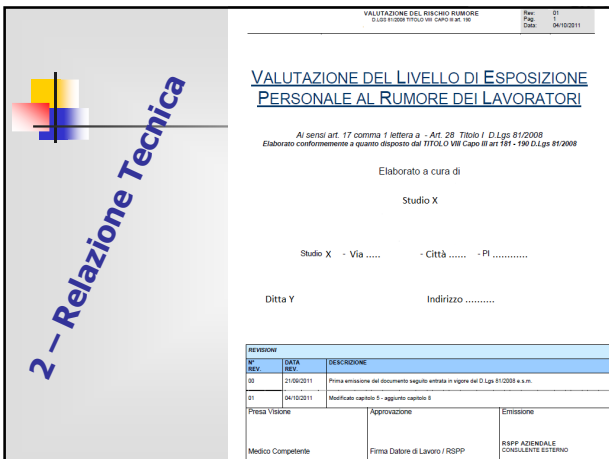 2 – Relazione Tecnica
VALUTAZIONE DEL RISCHIO RUMORE
D.LGS 81/2008 TITOLO VIII CAPO III art. 190
Rev: 01
Pag. 1
Data: 04/10/2011
VALUTAZIONE DEL LIVELLO DI ESPOSIZIONE
PERSONALE AL RUMORE DEI LAVORATORI
Ai sensi art. 17 comma 1 lettera a - Art. 28 Titolo I D.Lgs 81/2008
Elaborato conformemente a quanto disposto dal TITOLO VIII Capo III art 181 - 190 D.Lgs 81/2008
Elaborato a cura di
Studio X
Studio X - Via ..... - Città ...... - PI ............
Ditta Y Indirizzo ..........
REVISIONI
N° REV. DATA REV. DESCRIZIONE
00 21/09/2011 Prima emissione del documento seguito entrata in vigore del D.Lgs 81/2008 e s.m.
01 04/10/2011 Modificato capitolo 5 - aggiunto capitolo 8
Presa Visione Approvazione Emissione
Medico Competente Firma Datore di Lavoro / RSPP RSPP AZIENDALE
CONSULENTE ESTERNO